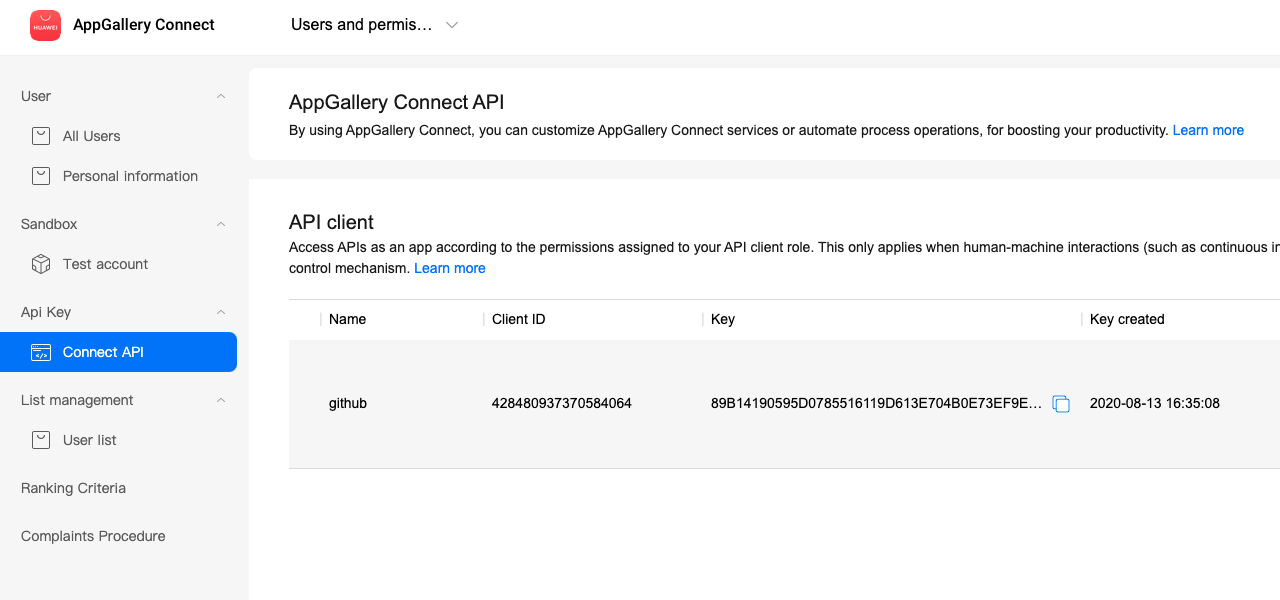 HUAWEI
AppGallery Connect
Users and permis…
User
All Users
Personal information
Sandbox
Test account
Api Key
Connect API
List management
User list
Ranking Criteria
Complaints Procedure
AppGallery Connect API
By using AppGallery Connect, you can customize AppGallery Connect services or automate process operations, for boosting your productivity. Learn more
API client
Access APIs as an app according to the permissions assigned to your API client role. This only applies when human-machine interactions (such as continuous in
control mechanism. Learn more
Name Client ID Key Key created
github 428480937370584064 89B14190595D0785516119D613E704B0E73EF9E… 2020-08-13 16:35:08